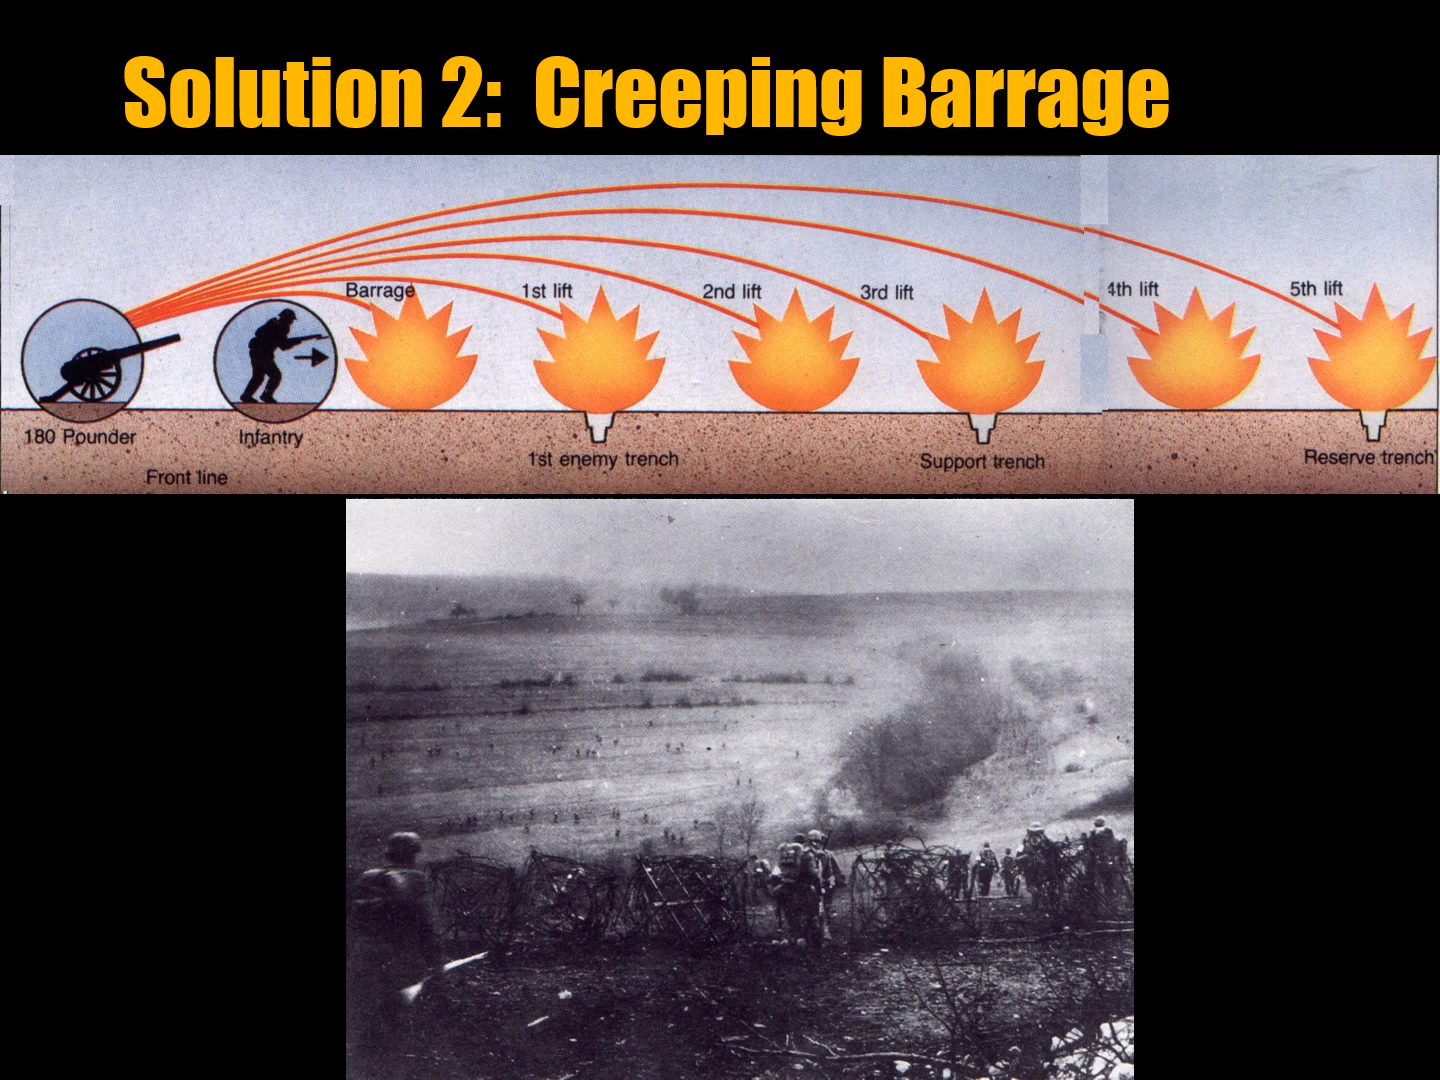 Solution 2: Creeping Barrage
Barrage 1st lift 2nd lift 3rd lift 4th lift 5th lift
180 Pounder Infantry 1st enemy trench Support trench Reserve trench
Front line